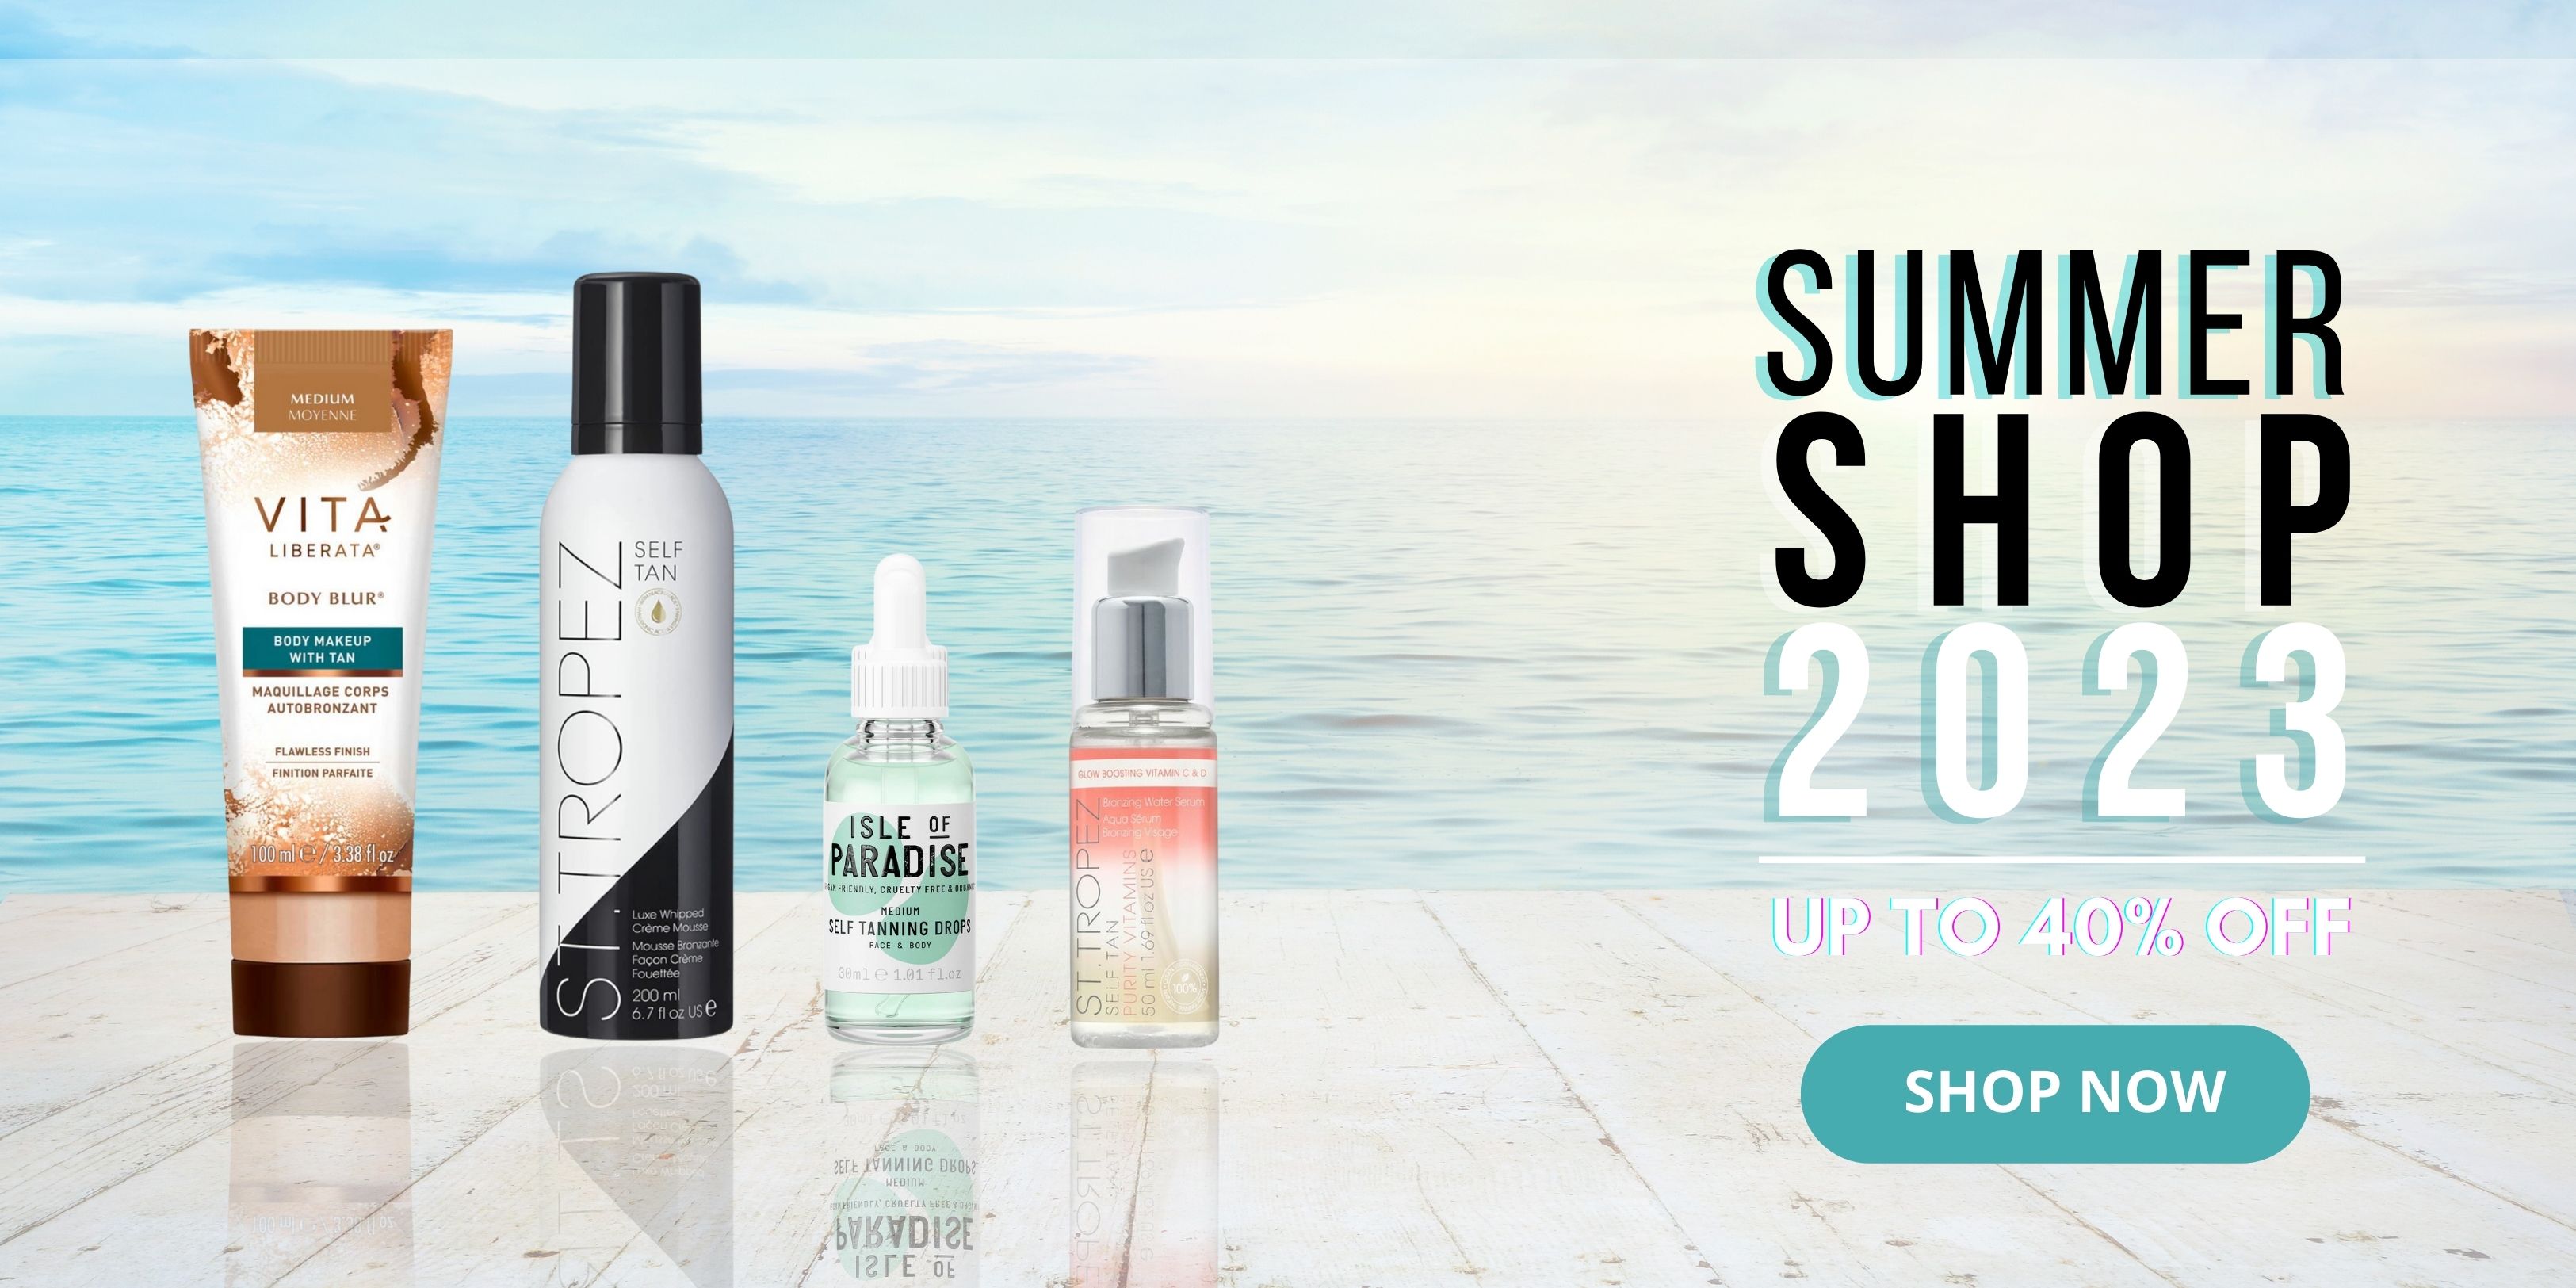 MEDIUM
MOYENNE
VITA
LIBERATA®
BODY BLUR®
BODY MAKEUP
WITH TAN
MAQUILLAGE CORPS
AUTOBRONZANT
FLAWLESS FINISH
FINITION PARFAITE
100 ml ℮ / 3.38 fl oz
ST.TROPEZ
SELF
TAN
Luxe Whipped
Crème Mousse
Mousse Bronzante
Façon Crème
Fouettée
200 ml
6.7 fl oz US ℮
ISLE OF
PARADISE
FRIENDLY, CRUELTY FREE &
MEDIUM
SELF TANNING DROPS
FACE & BODY
30ml ℮ 1.01 fl.oz
GLOW BOOSTING VITAMIN C & D
Bronzing Water Serum
Aqua Sérum
Bronzing Visage
ST.TROPEZ
SELF TAN
PURITY VITAMINS
50 ml 1.69 fl oz US ℮
100%
SUMMER
SHOP
2023
UP TO 40% OFF
SHOP NOW